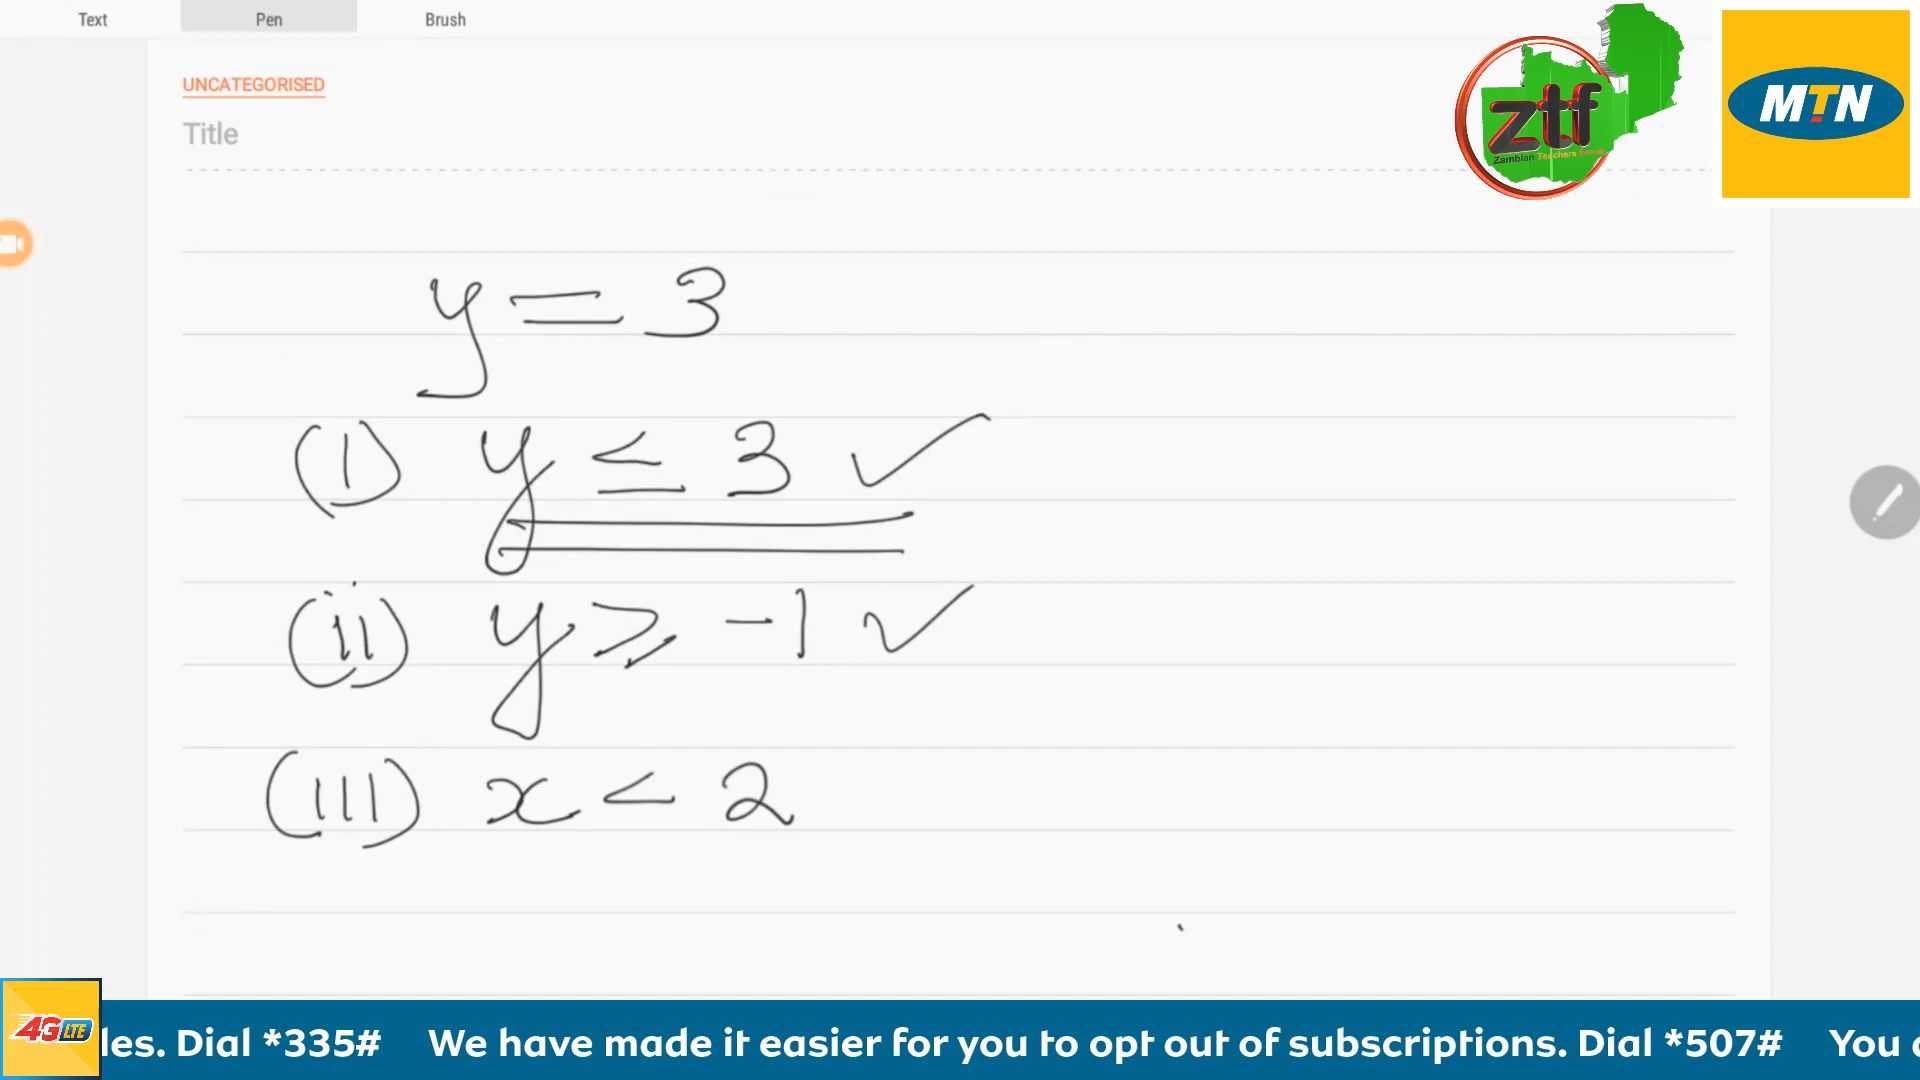 Text Pen Brush
UNCATEGORISED
Title
ztf
Zambian Teachers Focus
MTN
y = 3
(i) y ≤ 3 ✓
(ii) y ⩾ -1 ✓
(iii) x < 2
4G LTE
les. Dial *335# We have made it easier for you to opt out of subscriptions. Dial *507# You